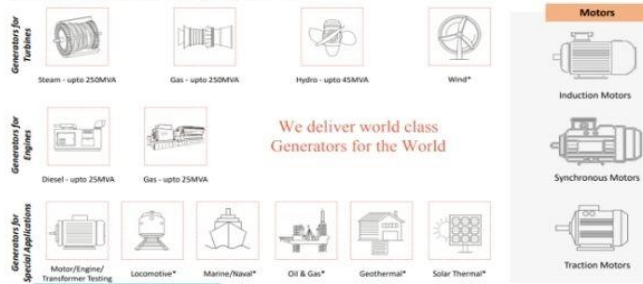 Generators for
Turbines
Steam - upto 250MVA
Gas - upto 250MVA
Hydro - upto 45MVA
Wind*
Generators for
Engines
Diesel - upto 25MVA
Gas - upto 25MVA
We deliver world class
Generators for the World
Generators for
Special Applications
Motor/Engine/
Transformer Testing
Locomotive*
Marine/Naval*
Oil & Gas*
Geothermal*
Solar Thermal*
Motors
Induction Motors
Synchronous Motors
Traction Motors